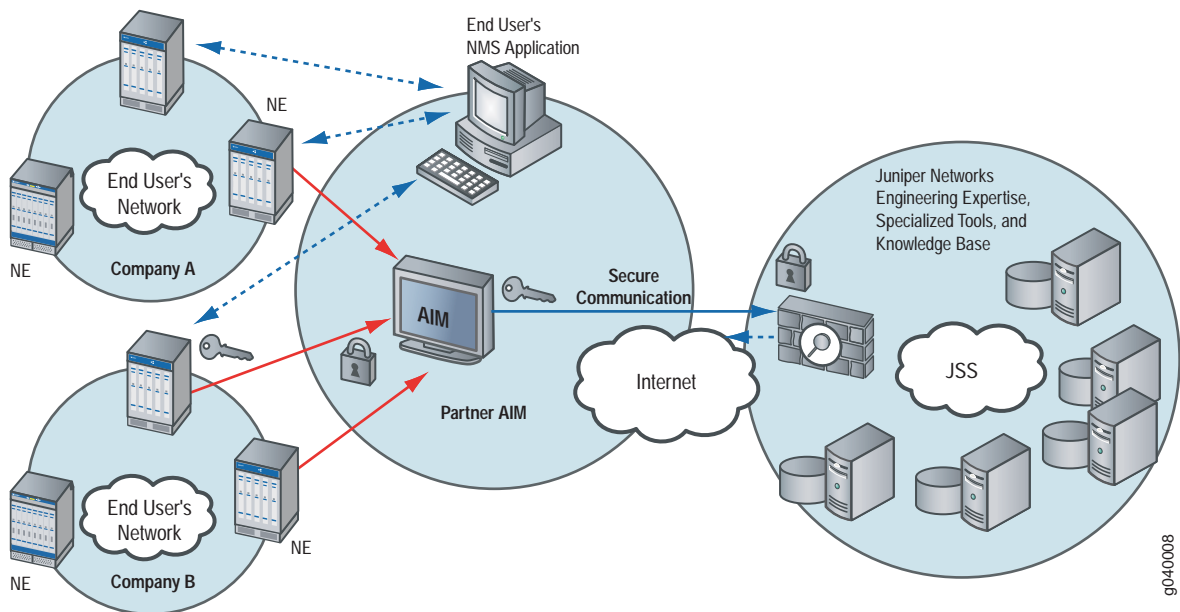 End User's
NMS Application
NE
End User's
Network
NE
Company A
Juniper Networks
Engineering Expertise,
Specialized Tools, and
Knowledge Base
Secure
Communication
AIM
Internet
JSS
Partner AIM
End User's
Network
NE
NE
Company B
g040008